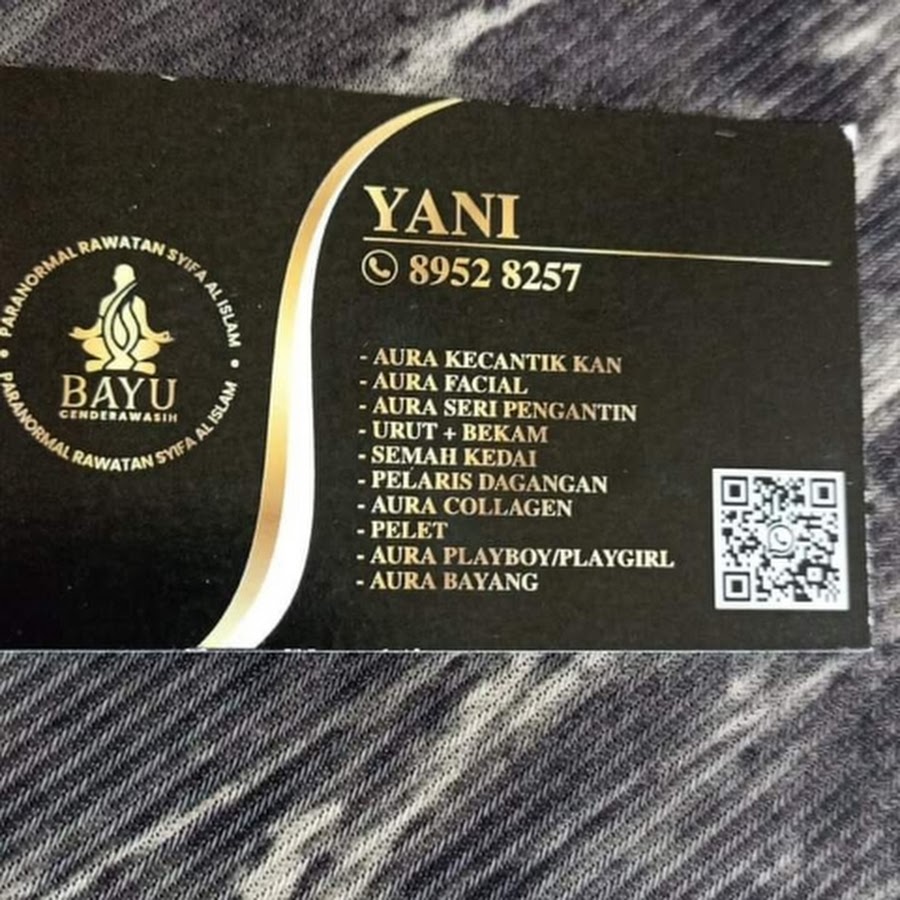 PARANORMAL RAWATAN SYIFA AL ISLAM
BAYU
CENDERAWASIH
PARANORMAL RAWATAN SYIFA AL ISLAM
YANI
8952 8257
- AURA KECANTIK KAN
- AURA FACIAL
- AURA SERI PENGANTIN
- URUT + BEKAM
- SEMAH KEDAI
- PELARIS DAGANGAN
- AURA COLLAGEN
- PELET
- AURA PLAYBOY/PLAYGIRL
- AURA BAYANG